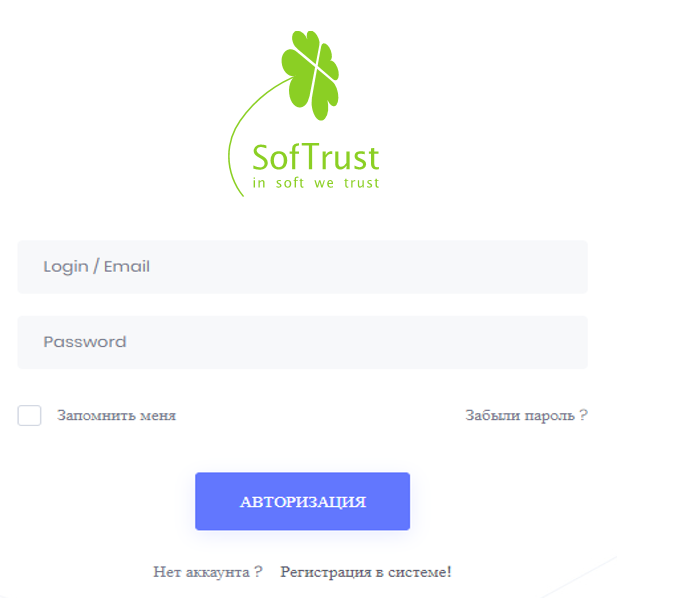 SofTrust
in soft we trust
Login / Email
Password
Запомнить меня Забыли пароль ?
АВТОРИЗАЦИЯ
Нет аккаунта ? Регистрация в системе!